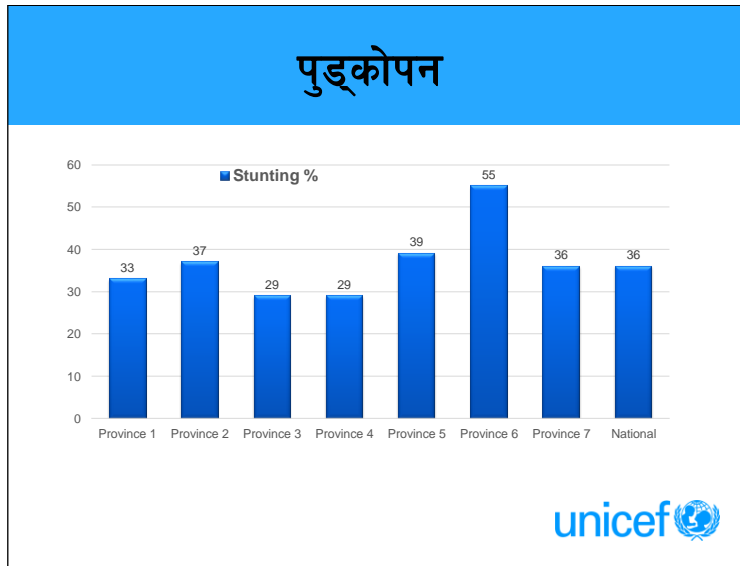 पुड्कोपन
Stunting %
60
50
40
30
20
10
0
33
37
29
29
39
55
36
36
Province 1
Province 2
Province 3
Province 4
Province 5
Province 6
Province 7
National
unicef